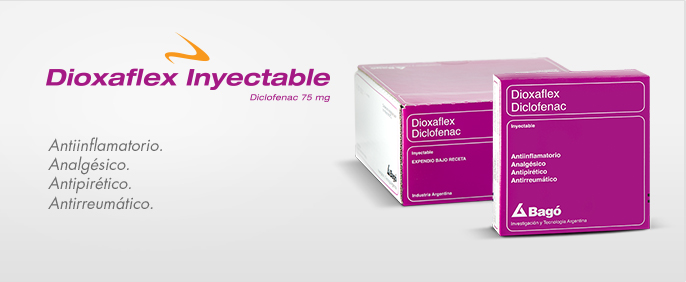 Dioxaflex Inyectable
Diclofenac 75 mg
Antiinflamatorio.
Analgésico.
Antipirético.
Antirreumático.
Dioxaflex
Diclofenac
Inyectable
EXPENDIO BAJO RECETA
Industria Argentina
Dioxaflex
Diclofenac
Inyectable
Antiinflamatorio
Analgésico
Antipirético
Antirreumático
Bagó
Investigación y Tecnología Argentina